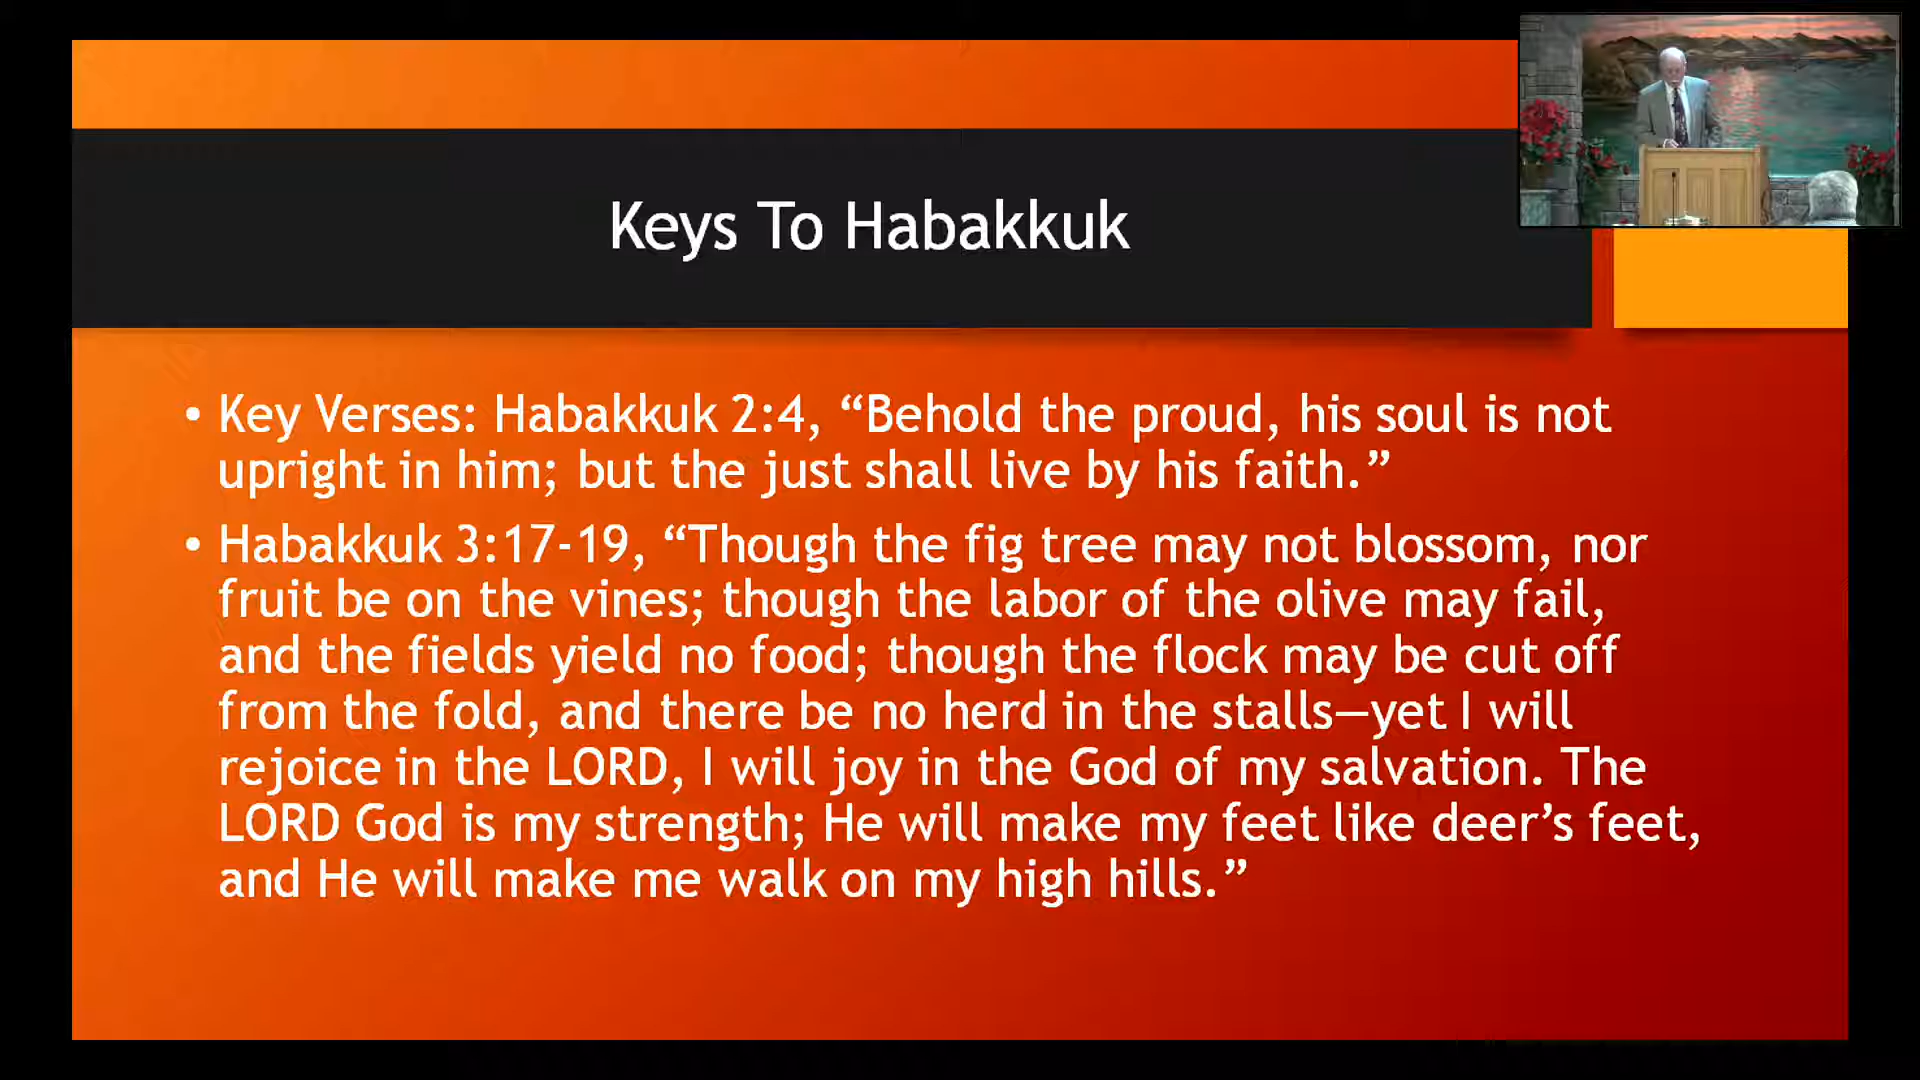 Keys To Habakkuk
• Key Verses: Habakkuk 2:4, “Behold the proud, his soul is not
upright in him; but the just shall live by his faith.”
• Habakkuk 3:17-19, “Though the fig tree may not blossom, nor
fruit be on the vines; though the labor of the olive may fail,
and the fields yield no food; though the flock may be cut off
from the fold, and there be no herd in the stalls—yet I will
rejoice in the LORD, I will joy in the God of my salvation. The
LORD God is my strength; He will make my feet like deer’s feet,
and He will make me walk on my high hills.”